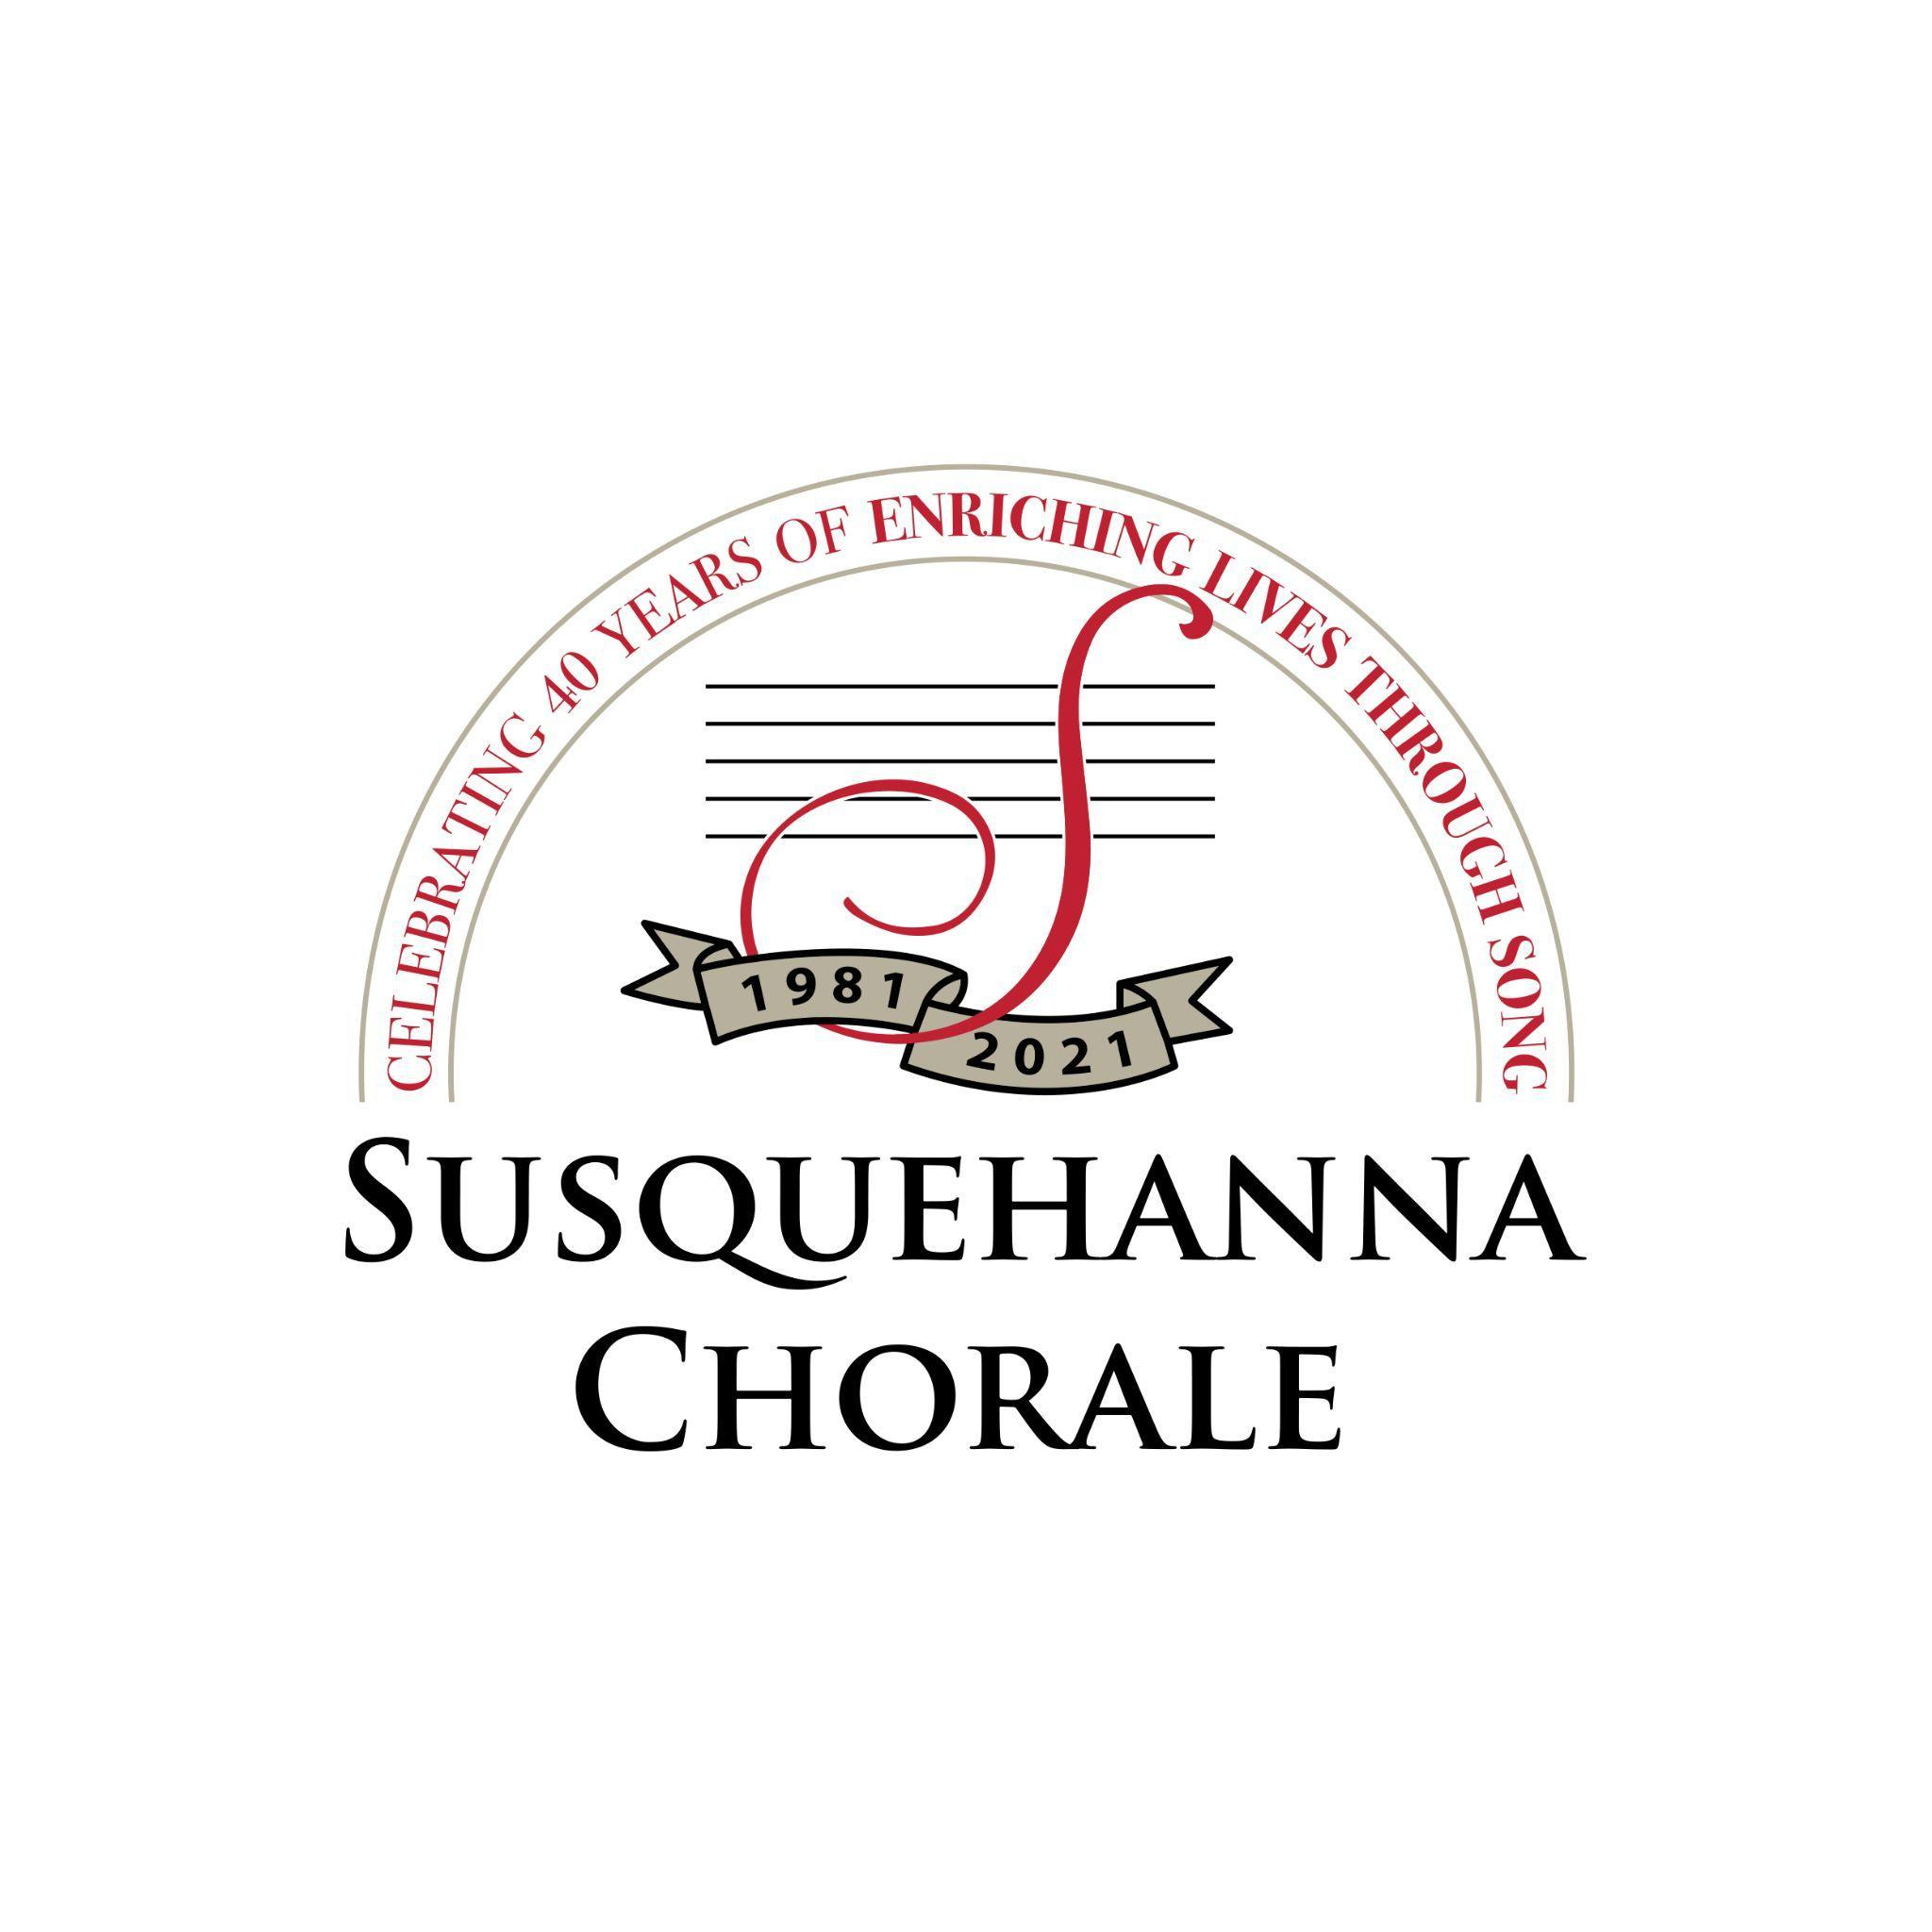 CELEBRATING 40 YEARS OF ENRICHING LIVES THROUGH SONG
1981
2021
SUSQUEHANNA
CHORALE